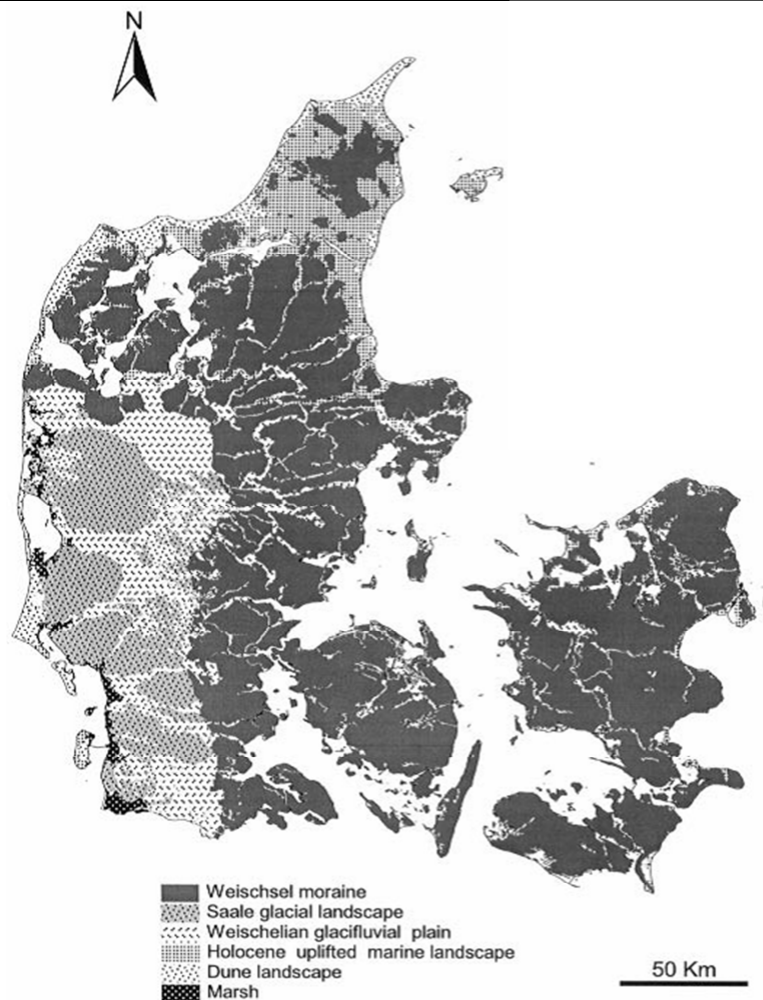 N
Weischsel moraine
Saale glacial landscape
Weischelian glacifluvial plain
Holocene uplifted marine landscape
Dune landscape
Marsh
50 Km